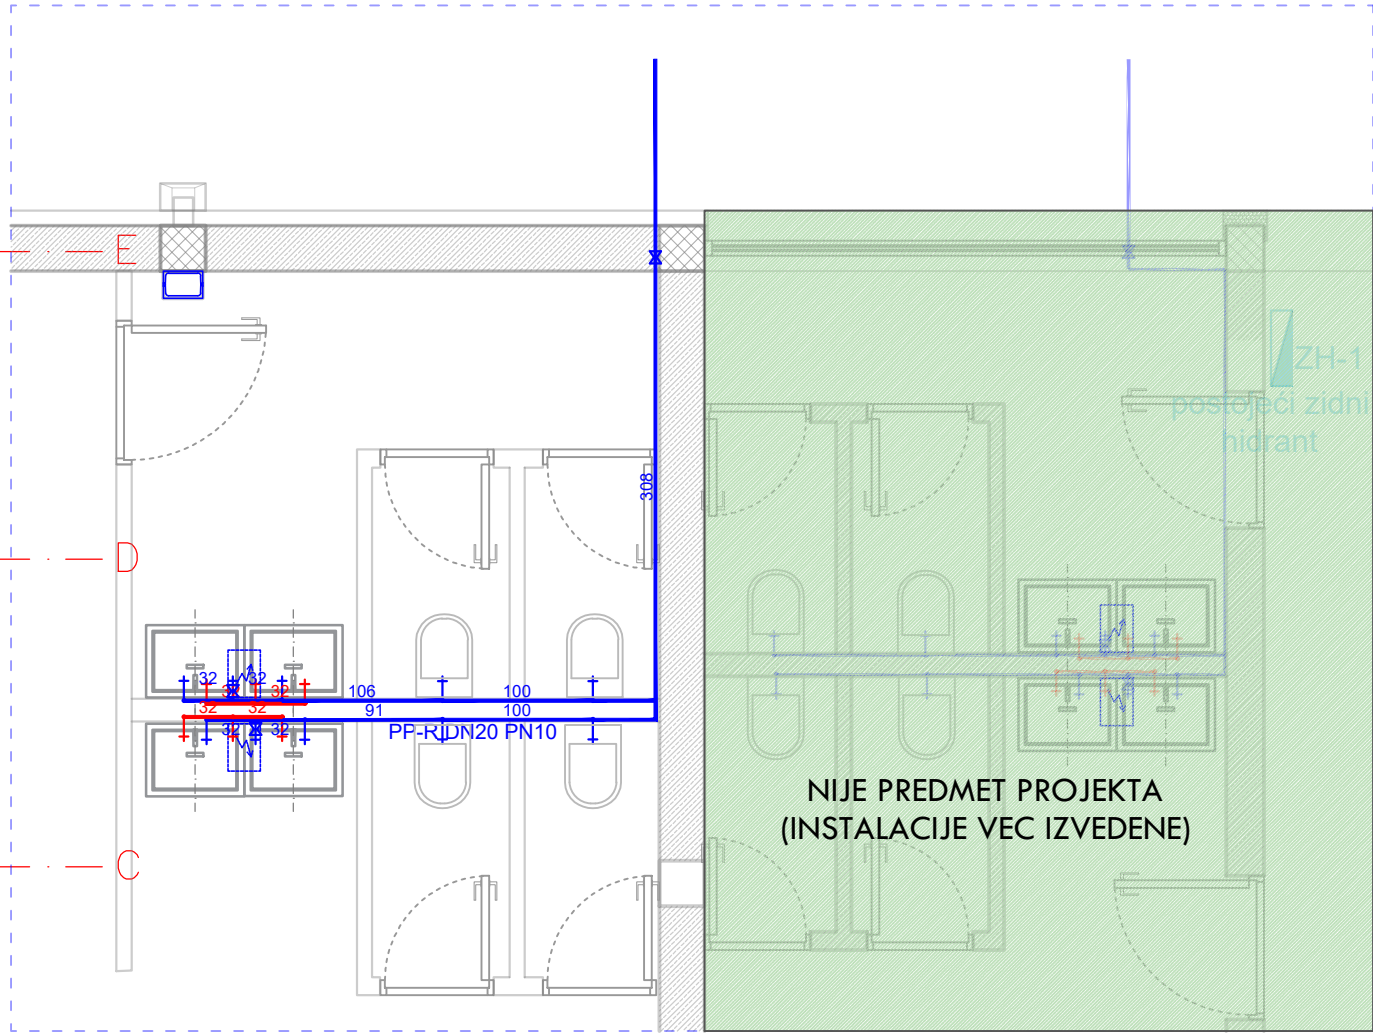 E
ZH-1
postojeći zidni
hidrant
308
D
32
32
32
32
106
100
32
32
91
100
32
32
PP-R DN20 PN10
NIJE PREDMET PROJEKTA
(INSTALACIJE VEC IZVEDENE)
C